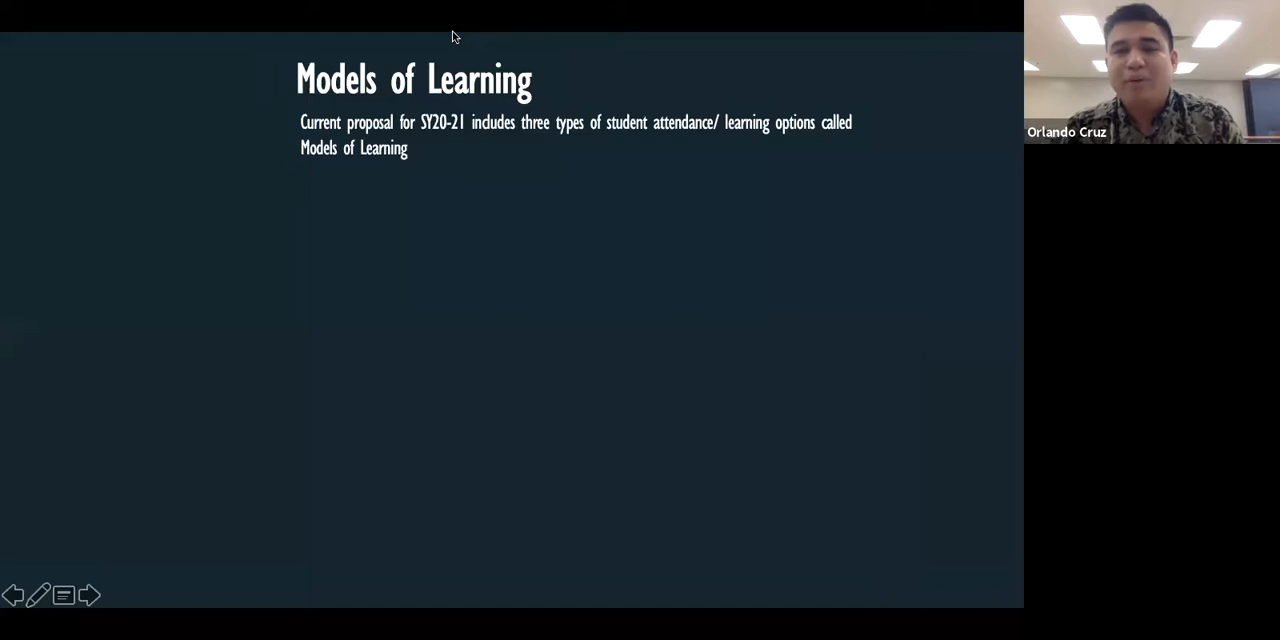 Models of Learning
Current proposal for SY20-21 includes three types of student attendance/ learning options called
Models of Learning
Orlando Cruz